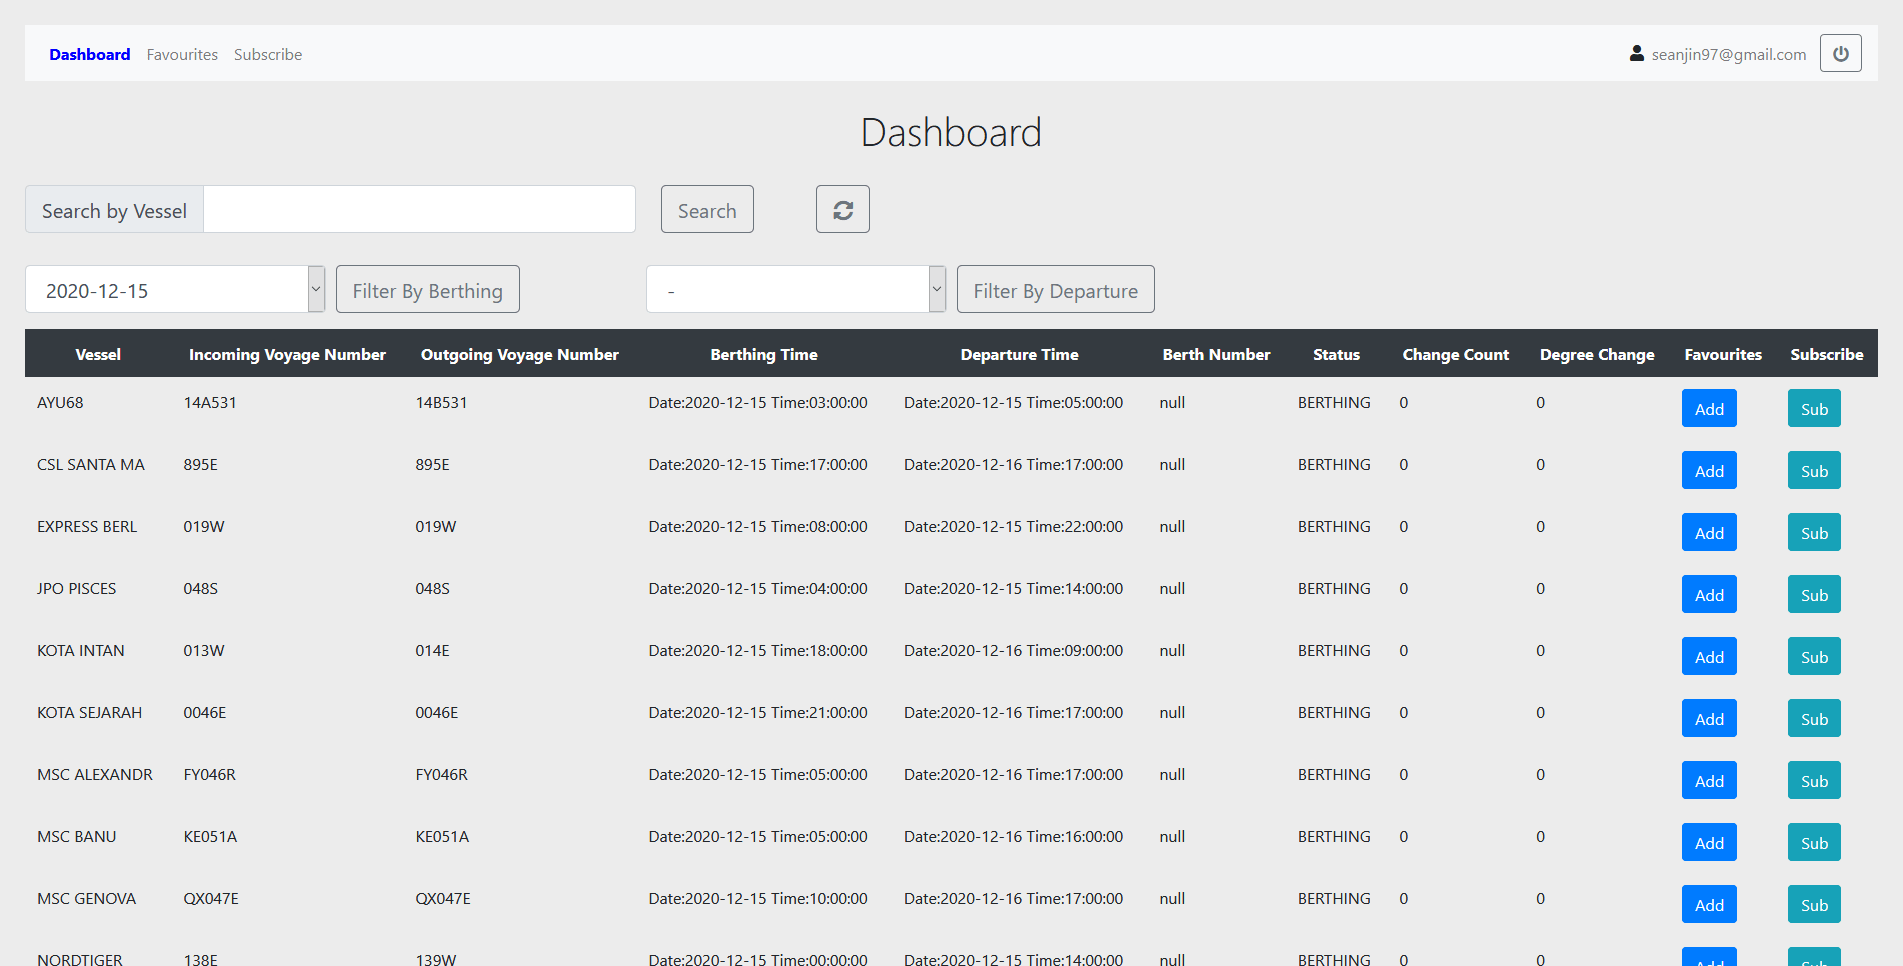 Dashboard Favourites Subscribe seanjin97@gmail.com
Dashboard
Search by Vessel Search
2020-12-15 Filter By Berthing - Filter By Departure
Vessel Incoming Voyage Number Outgoing Voyage Number Berthing Time Departure Time Berth Number Status Change Count Degree Change Favourites Subscribe
AYU68 14A531 14B531 Date:2020-12-15 Time:03:00:00 Date:2020-12-15 Time:05:00:00 null BERTHING 0 0 Add Sub
CSL SANTA MA 895E 895E Date:2020-12-15 Time:17:00:00 Date:2020-12-16 Time:17:00:00 null BERTHING 0 0 Add Sub
EXPRESS BERL 019W 019W Date:2020-12-15 Time:08:00:00 Date:2020-12-15 Time:22:00:00 null BERTHING 0 0 Add Sub
JPO PISCES 048S 048S Date:2020-12-15 Time:04:00:00 Date:2020-12-15 Time:14:00:00 null BERTHING 0 0 Add Sub
KOTA INTAN 013W 014E Date:2020-12-15 Time:18:00:00 Date:2020-12-16 Time:09:00:00 null BERTHING 0 0 Add Sub
KOTA SEJARAH 0046E 0046E Date:2020-12-15 Time:21:00:00 Date:2020-12-16 Time:17:00:00 null BERTHING 0 0 Add Sub
MSC ALEXANDR FY046R FY046R Date:2020-12-15 Time:05:00:00 Date:2020-12-16 Time:17:00:00 null BERTHING 0 0 Add Sub
MSC BANU KE051A KE051A Date:2020-12-15 Time:05:00:00 Date:2020-12-16 Time:16:00:00 null BERTHING 0 0 Add Sub
MSC GENOVA QX047E QX047E Date:2020-12-15 Time:10:00:00 Date:2020-12-16 Time:17:00:00 null BERTHING 0 0 Add Sub
NORDTIGER 138E 139W Date:2020-12-15 Time:00:00:00 Date:2020-12-15 Time:14:00:00 null BERTHING 0 0 Add Sub